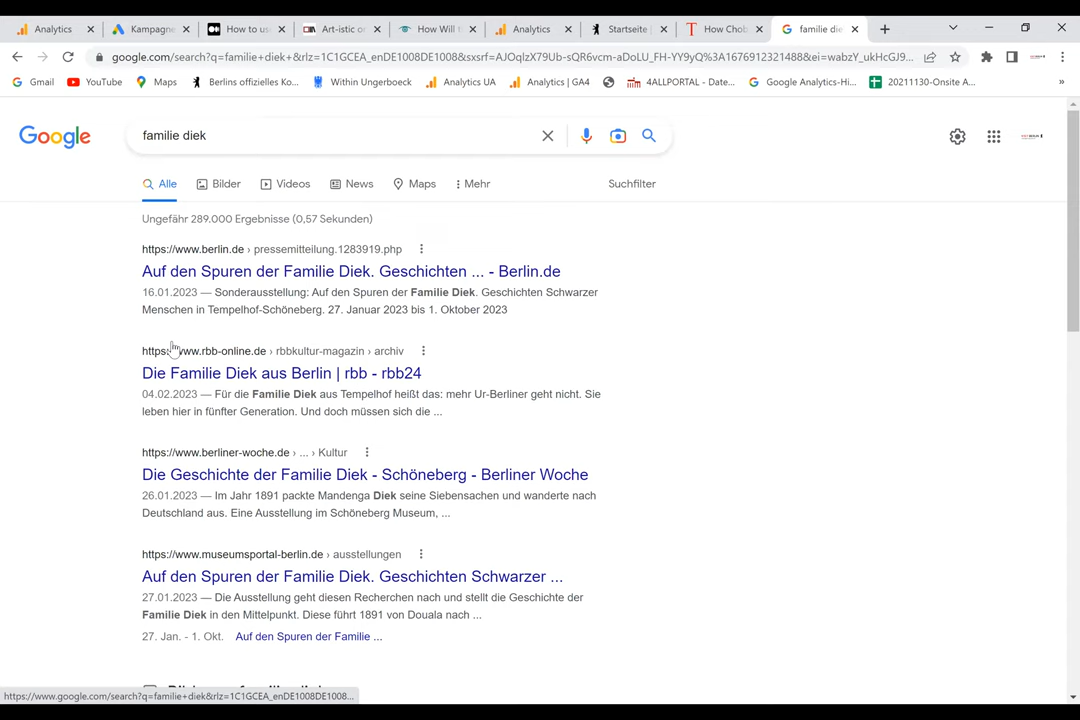 Analytics
Kampagne
How to us
Art-istic or
How Will t
Analytics
Startseite |
How Chob
familie die
google.com/search?q=familie+diek+&rlz=1C1GCEA_enDE1008DE1008&sxsrf=AJOqlzX79Ub-sQR6vcm-aDoLU_FH-YY9yQ%3A1676912321488&ei=wabzY_ukHcGJ9...
Gmail
YouTube
Maps
Berlins offizielles Ko...
Within Ungerboeck
Analytics UA
Analytics | GA4
4ALLPORTAL - Date...
Google Analytics-Hi...
20211130-Onsite A...
»
Google
familie diek
Alle
Bilder
Videos
News
Maps
Mehr
Suchfilter
Ungefähr 289.000 Ergebnisse (0,57 Sekunden)
https://www.berlin.de › pressemitteilung.1283919.php
Auf den Spuren der Familie Diek. Geschichten ... - Berlin.de
16.01.2023 — Sonderausstellung: Auf den Spuren der Familie Diek. Geschichten Schwarzer
Menschen in Tempelhof-Schöneberg. 27. Januar 2023 bis 1. Oktober 2023
https://www.rbb-online.de › rbbkultur-magazin › archiv
Die Familie Diek aus Berlin | rbb - rbb24
04.02.2023 — Für die Familie Diek aus Tempelhof heißt das: mehr Ur-Berliner geht nicht. Sie
leben hier in fünfter Generation. Und doch müssen sich die ...
https://www.berliner-woche.de › ... › Kultur
Die Geschichte der Familie Diek - Schöneberg - Berliner Woche
26.01.2023 — Im Jahr 1891 packte Mandenga Diek seine Siebensachen und wanderte nach
Deutschland aus. Eine Ausstellung im Schöneberg Museum, ...
https://www.museumsportal-berlin.de › ausstellungen
Auf den Spuren der Familie Diek. Geschichten Schwarzer ...
27.01.2023 — Die Ausstellung geht diesen Recherchen nach und stellt die Geschichte der
Familie Diek in den Mittelpunkt. Diese führt 1891 von Douala nach ...
27. Jan. - 1. Okt. Auf den Spuren der Familie ...
https://www.google.com/search?q=familie+diek&rlz=1C1GCEA_enDE1008DE1008...